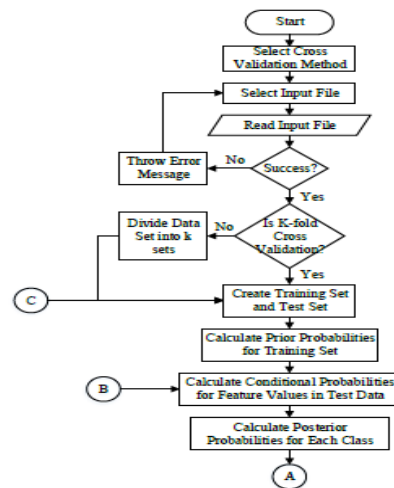 Start
Select Cross
Validation Method
Select Input File
Read Input File
Throw Error
Message
No
Success?
Yes
Divide Data
Set into k
sets
No
Is K-fold
Cross
Validation?
Yes
C
Create Training Set
and Test Set
Calculate Prior Probabilities
for Training Set
B
Calculate Conditional Probabilities
for Feature Values in Test Data
Calculate Posterior
Probabilities for Each Class
A